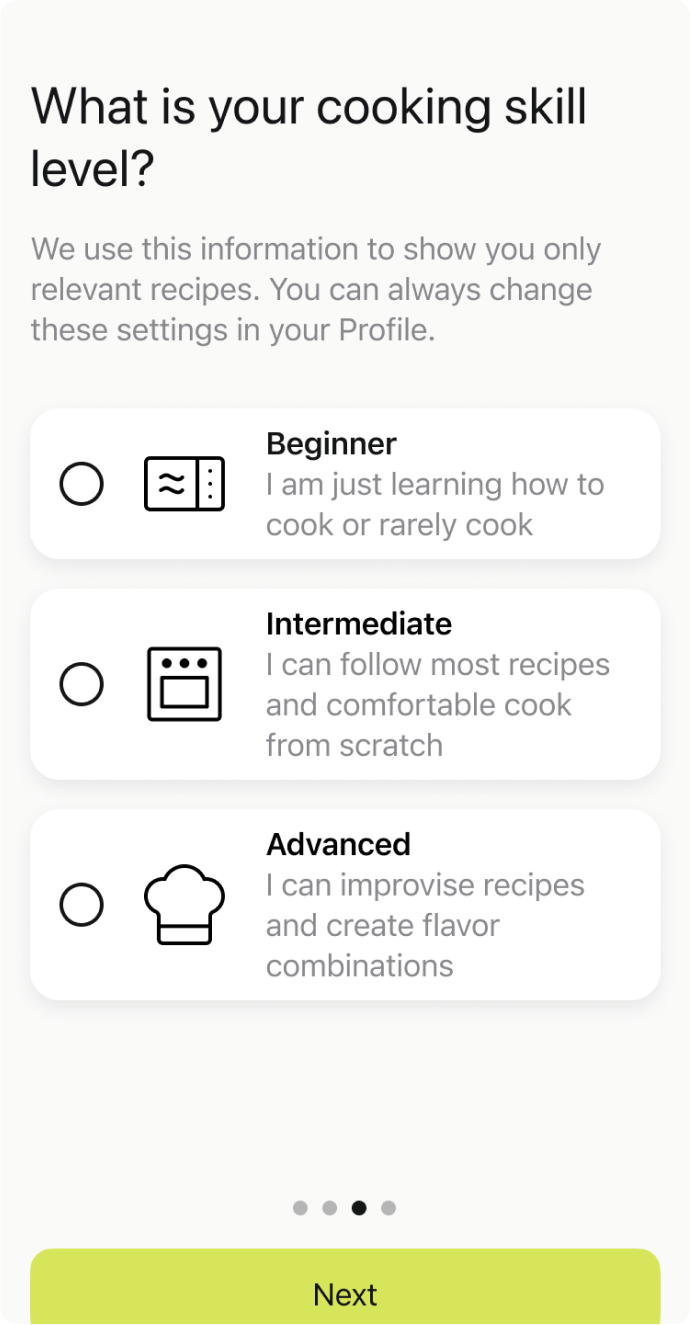 What is your cooking skill
level?
We use this information to show you only
relevant recipes. You can always change
these settings in your Profile.
Beginner
I am just learning how to
cook or rarely cook
Intermediate
I can follow most recipes
and comfortable cook
from scratch
Advanced
I can improvise recipes
and create flavor
combinations
Next